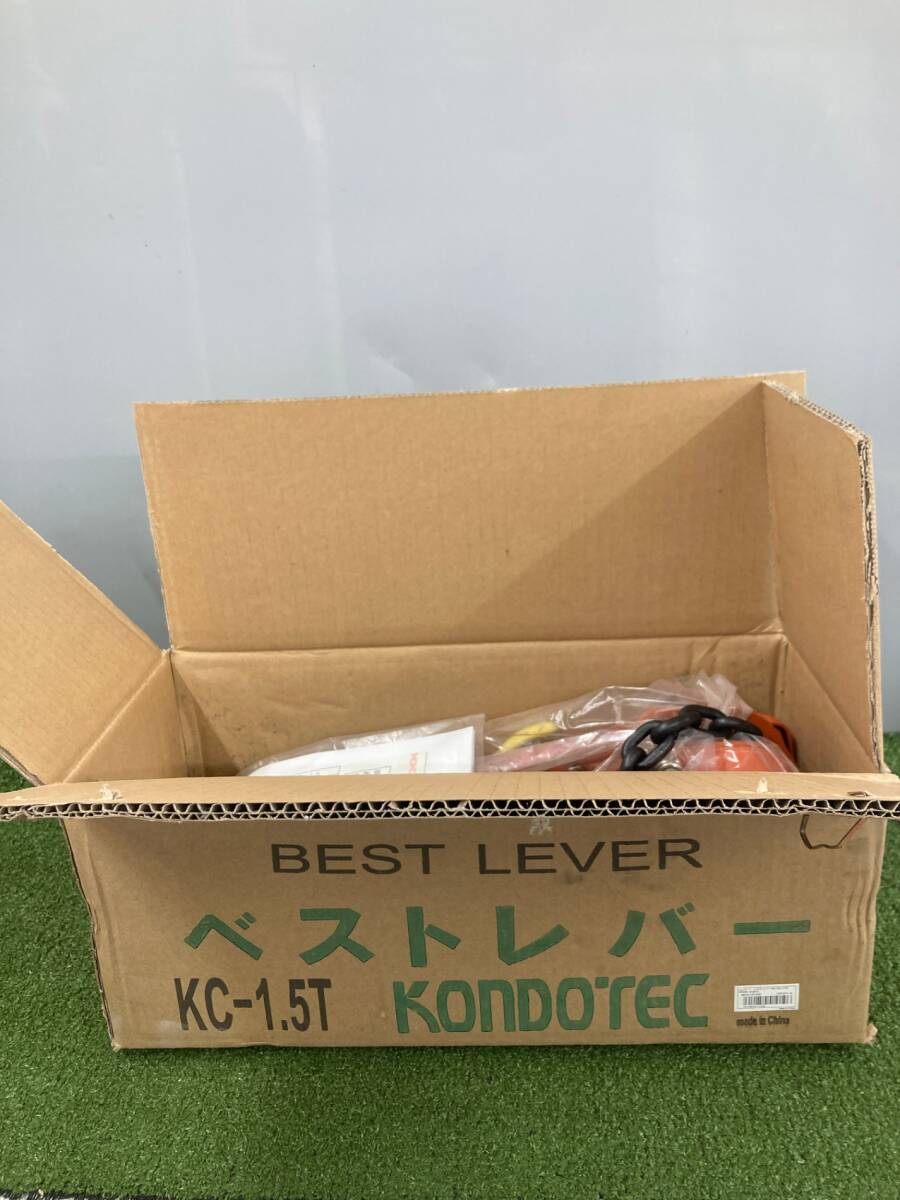 BEST LEVER
ベストレバー
KC-1.5T KONDOTEC
made in China